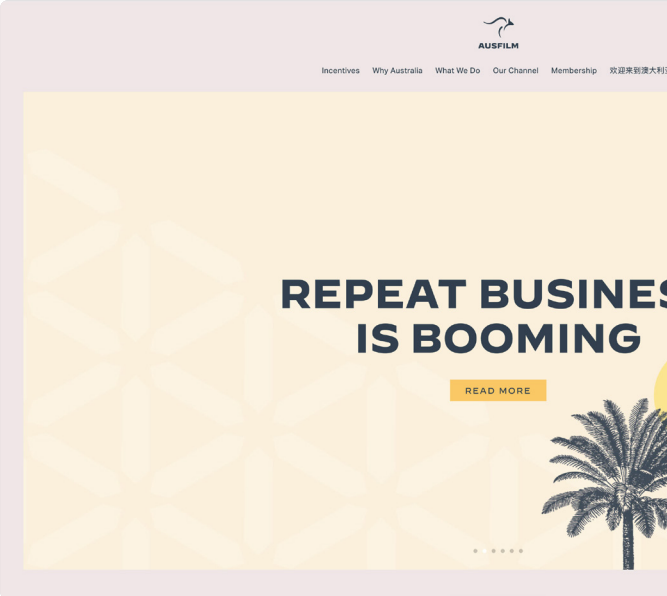 AUSFILM
Incentives Why Australia What We Do Our Channel Membership 欢迎来到澳大利
REPEAT BUSINES
IS BOOMING
READ MORE